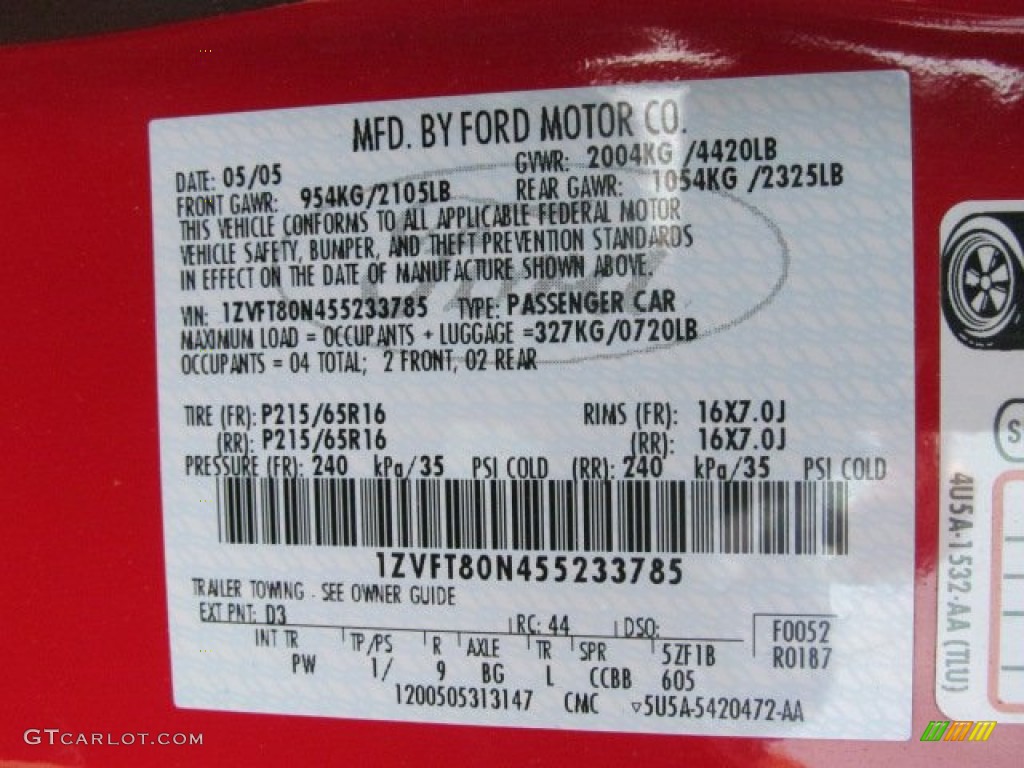 MFD. BY FORD MOTOR CO.
DATE: 05/05 GVWR: 2004KG /4420LB
FRONT GAWR: 954KG/2105LB REAR GAWR: 1054KG /2325LB
THIS VEHICLE CONFORMS TO ALL APPLICABLE FEDERAL MOTOR
VEHICLE SAFETY, BUMPER, AND THEFT PREVENTION STANDARDS
IN EFFECT ON THE DATE OF MANUFACTURE SHOWN ABOVE.
VIN: 1ZVFT80N455233785 TYPE: PASSENGER CAR
MAXIMUM LOAD = OCCUPANTS + LUGGAGE =327KG/0720LB
OCCUPANTS = 04 TOTAL; 2 FRONT, 02 REAR
TIRE (FR): P215/65R16 RIMS (FR): 16X7.0J
(RR): P215/65R16 (RR): 16X7.0J
PRESSURE (FR): 240 kPa/35 PSI COLD (RR): 240 kPa/35 PSI COLD
1ZVFT80N455233785
TRAILER TOWING - SEE OWNER GUIDE
EXT PNT: D3 RC: 44 DSO: F0052
INT TR TP/PS R AXLE TR SPR 5ZF1B R0187
PW 1/ 9 BG L CCBB 605
1200505313147 CMC ▿5U5A-5420472-AA
4U5A-1532-AA (TLU)
S
Ford
GTCARLOT.COM